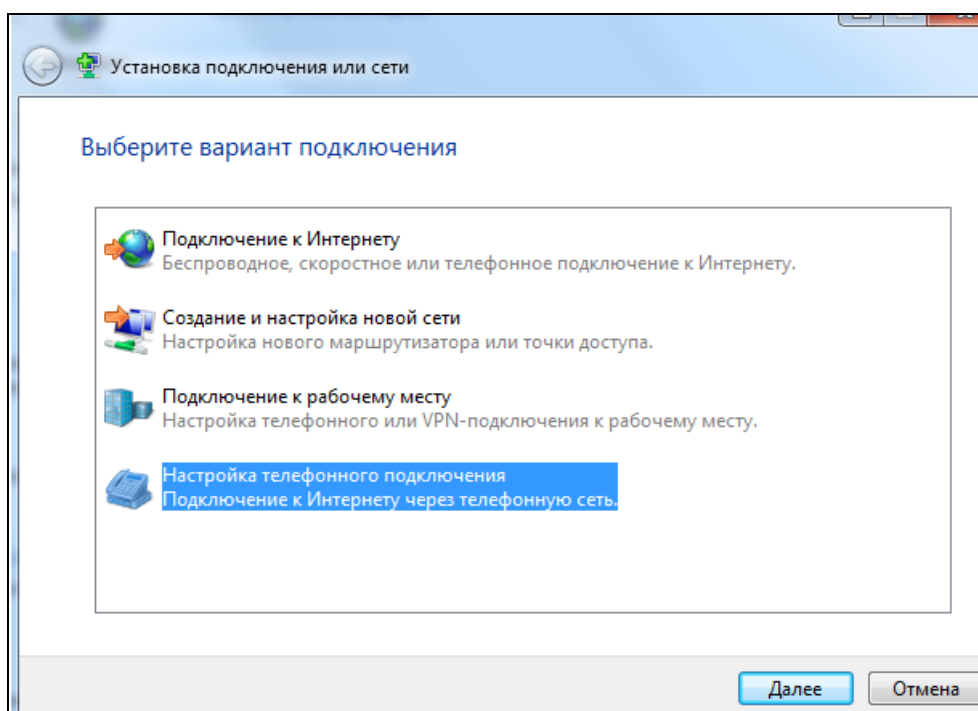 Установка подключения или сети
Выберите вариант подключения
Подключение к Интернету
Беспроводное, скоростное или телефонное подключение к Интернету.
Создание и настройка новой сети
Настройка нового маршрутизатора или точки доступа.
Подключение к рабочему месту
Настройка телефонного или VPN-подключения к рабочему месту.
Настройка телефонного подключения
Подключение к Интернету через телефонную сеть.
Далее
Отмена